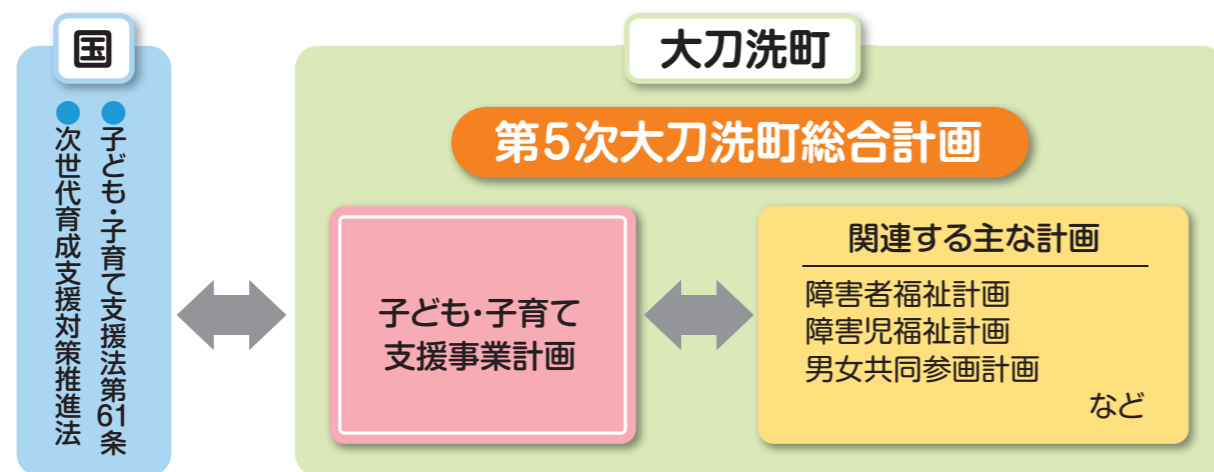 国
●子ども・子育て支援法第61条
●次世代育成支援対策推進法
大刀洗町
第5次大刀洗町総合計画
子ども・子育て
支援事業計画
関連する主な計画
障害者福祉計画
障害児福祉計画
男女共同参画計画
など